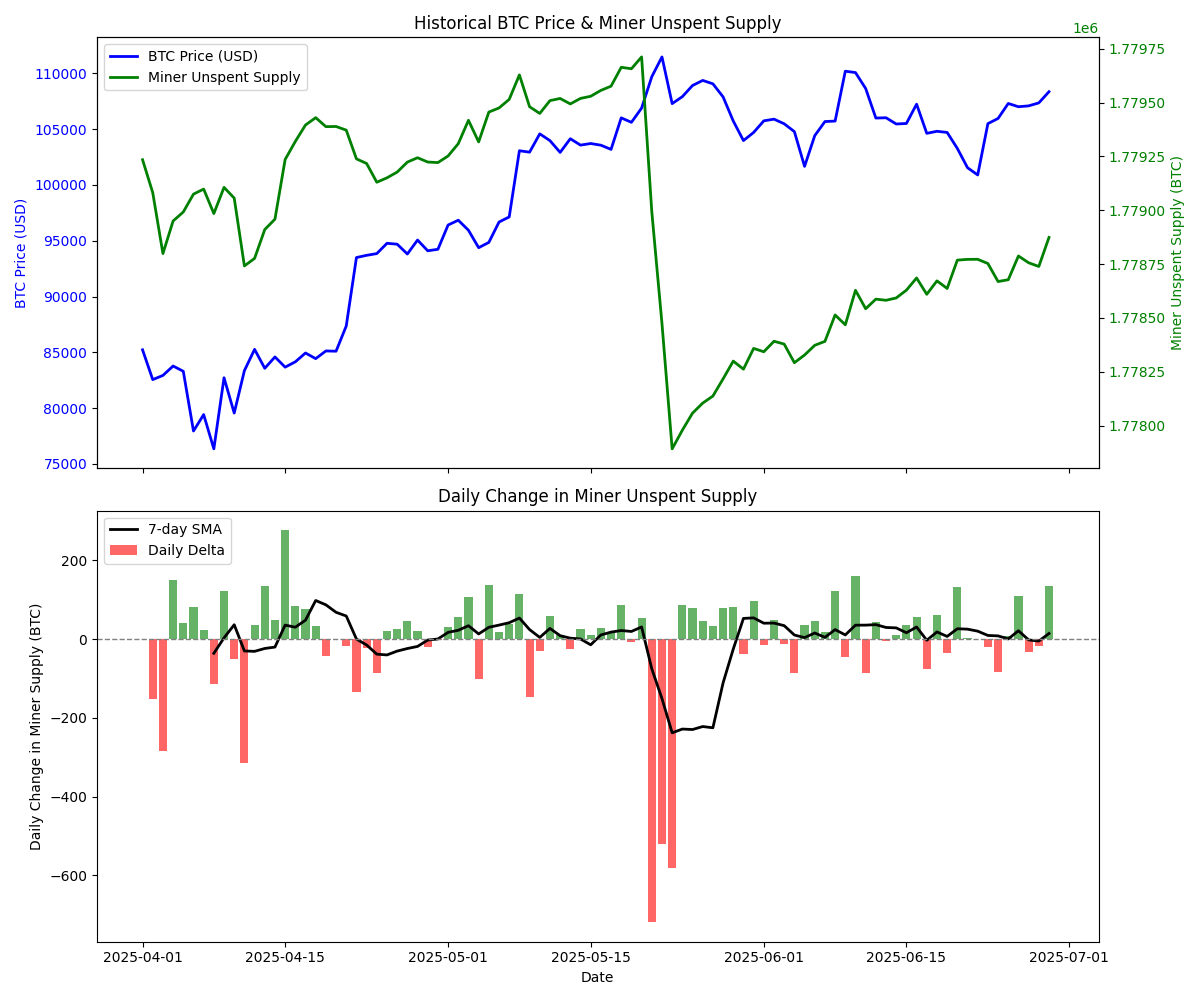 Historical BTC Price & Miner Unspent Supply
1e6
BTC Price (USD)
Miner Unspent Supply
110000
105000
100000
95000
90000
85000
80000
75000
BTC Price (USD)
1.77975
1.77950
1.77925
1.77900
1.77875
1.77850
1.77825
1.77800
Miner Unspent Supply (BTC)
Daily Change in Miner Unspent Supply
7-day SMA
Daily Delta
200
0
−200
−400
−600
Daily Change in Miner Supply (BTC)
2025-04-01
2025-04-15
2025-05-01
2025-05-15
2025-06-01
2025-06-15
2025-07-01
Date